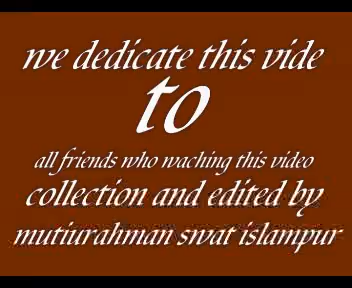 we dedicate this vide
to
all friends who waching this video
collection and edited by
mutiurahman swat islampur